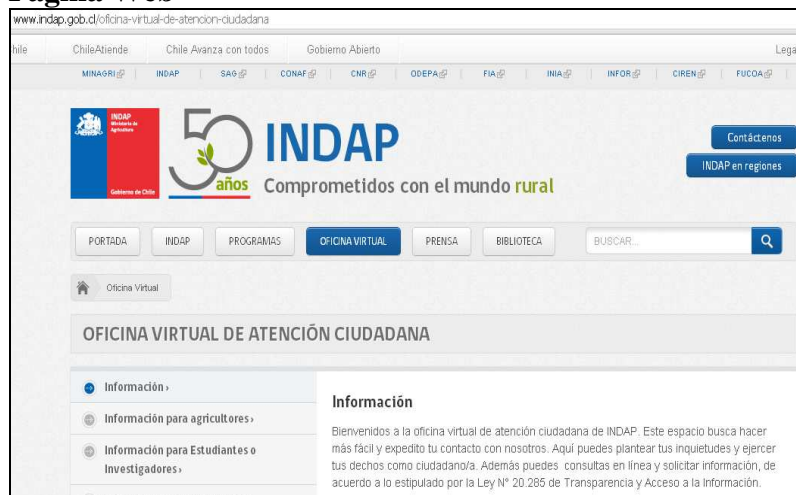 Página Web
www.indap.gob.cl/oficina-virtual-de-atencion-ciudadana
hile ChileAtiende Chile Avanza con todos Gobierno Abierto Lega
MINAGRI INDAP SAG CONAF CNR ODEPA FIA INIA INFOR CIREN FUCOA
INDAP
Ministerio de
Agricultura
Gobierno de Chile
50 años
INDAP
Comprometidos con el mundo rural
Contáctenos
INDAP en regiones
PORTADA INDAP PROGRAMAS OFICINA VIRTUAL PRENSA BIBLIOTECA BUSCAR...
Oficina Virtual
OFICINA VIRTUAL DE ATENCIÓN CIUDADANA
Información ›
Información para agricultores ›
Información para Estudiantes o
Investigadores ›
Información
Bienvenidos a la oficina virtual de atención ciudadana de INDAP. Este espacio busca hacer
más fácil y expedito tu contacto con nosotros. Aquí puedes plantear tus inquietudes y ejercer
tus dechos como ciudadano/a. Además puedes consultas en línea y solicitar información, de
acuerdo a lo estipulado por la Ley N° 20.285 de Transparencia y Acceso a la Información.